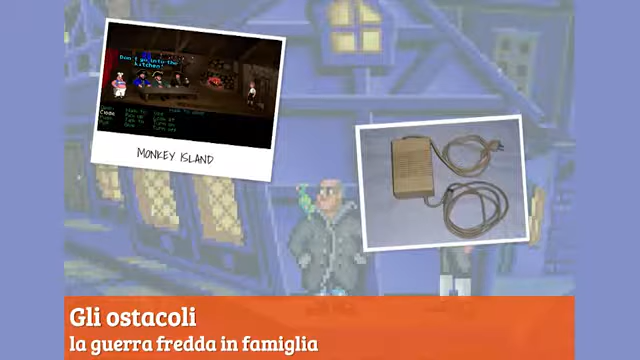 Don't go into the
kitchen!
MONKEY ISLAND
Gli ostacoli
la guerra fredda in famiglia